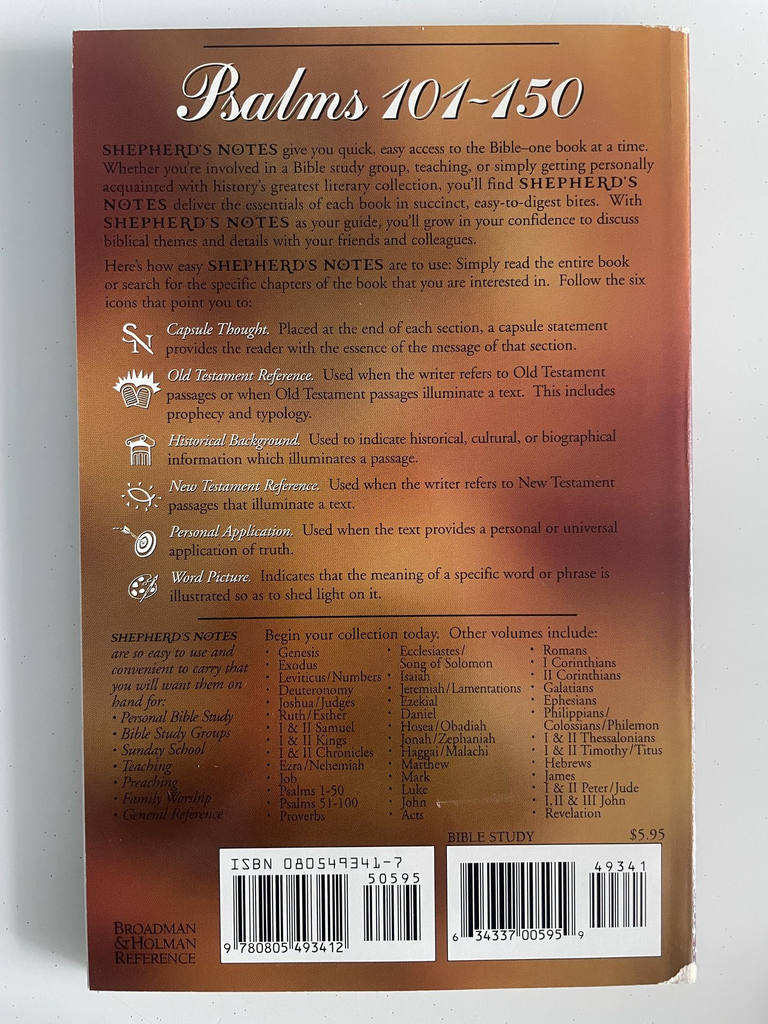 Psalms 101-150
SHEPHERD'S NOTES give you quick, easy access to the Bible–one book at a time.
Whether you're involved in a Bible study group, teaching, or simply getting personally
acquainted with history's greatest literary collection, you'll find SHEPHERD'S
NOTES deliver the essentials of each book in succinct, easy-to-digest bites. With
SHEPHERD'S NOTES as your guide, you'll grow in your confidence to discuss
biblical themes and details with your friends and colleagues.
Here's how easy SHEPHERD'S NOTES are to use: Simply read the entire book
or search for the specific chapters of the book that you are interested in. Follow the six
icons that point you to:
SN
Capsule Thought. Placed at the end of each section, a capsule statement
provides the reader with the essence of the message of that section.
Old Testament Reference. Used when the writer refers to Old Testament
passages or when Old Testament passages illuminate a text. This includes
prophecy and typology.
Historical Background. Used to indicate historical, cultural, or biographical
information which illuminates a passage.
New Testament Reference. Used when the writer refers to New Testament
passages that illuminate a text.
Personal Application. Used when the text provides a personal or universal
application of truth.
Word Picture. Indicates that the meaning of a specific word or phrase is
illustrated so as to shed light on it.
SHEPHERD'S NOTES
are so easy to use and
convenient to carry that
you will want them on
hand for:
• Personal Bible Study
• Bible Study Groups
• Sunday School
• Teaching
• Preaching
• Family Worship
• General Reference
Begin your collection today. Other volumes include:
• Genesis
• Exodus
• Leviticus/Numbers
• Deuteronomy
• Joshua/Judges
• Ruth/Esther
• I & II Samuel
• I & II Kings
• I & II Chronicles
• Ezra/Nehemiah
• Job
• Psalms 1-50
• Psalms 51-100
• Proverbs
• Ecclesiastes/
Song of Solomon
• Isaiah
• Jeremiah/Lamentations
• Ezekial
• Daniel
• Hosea/Obadiah
• Jonah/Zephaniah
• Haggai/Malachi
• Matthew
• Mark
• Luke
• John
• Acts
• Romans
• I Corinthians
• II Corinthians
• Galatians
• Ephesians
• Philippians/
Colossians/Philemon
• I & II Thessalonians
• I & II Timothy/Titus
• Hebrews
• James
• I & II Peter/Jude
• I, II & III John
• Revelation
BIBLE STUDY $5.95
ISBN 080549341-7
50595
9 780805 493412
49341
6 34337 00595 9
BROADMAN
&HOLMAN
REFERENCE